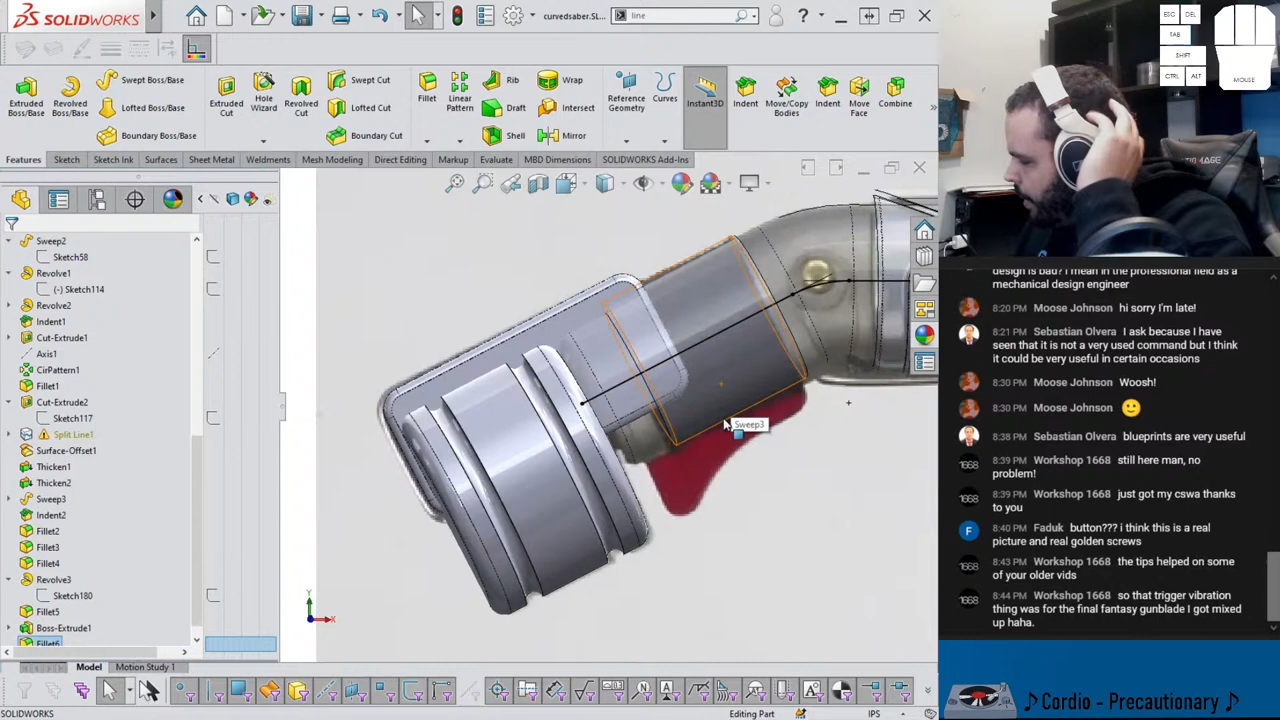 SOLIDWORKS
curvedsaber.SL...
line
ESC
DEL
TAB
SHIFT
CTRL
ALT
MOUSE
Extruded Boss/Base
Revolved Boss/Base
Swept Boss/Base
Lofted Boss/Base
Boundary Boss/Base
Extruded Cut
Hole Wizard
Revolved Cut
Swept Cut
Lofted Cut
Boundary Cut
Fillet
Linear Pattern
Rib
Draft
Shell
Wrap
Intersect
Mirror
Reference Geometry
Curves
Instant3D
Indent
Move/Copy Bodies
Indent
Move Face
Combine
Features
Sketch
Sketch Ink
Surfaces
Sheet Metal
Weldments
Mesh Modeling
Direct Editing
Markup
Evaluate
MBD Dimensions
SOLIDWORKS Add-Ins
Sweep2
Sketch58
Revolve1
(-) Sketch114
Revolve2
Indent1
Cut-Extrude1
Axis1
CirPattern1
Fillet1
Cut-Extrude2
Sketch117
Split Line1
Surface-Offset1
Thicken1
Thicken2
Sweep3
Indent2
Fillet2
Fillet3
Fillet4
Revolve3
Sketch180
Fillet5
Boss-Extrude1
Fillet6
Sweep3
Y
X
Model
Motion Study 1
SOLIDWORKS
Editing Part
IPS
design is bad? I mean in the professional field as a
mechanical design engineer
8:20 PM Moose Johnson hi sorry I'm late!
8:21 PM Sebastian Olvera I ask because I have
seen that it is not a very used command but I think
it could be very useful in certain occasions
8:30 PM Moose Johnson Woosh!
8:30 PM Moose Johnson
8:38 PM Sebastian Olvera blueprints are very useful
8:39 PM Workshop 1668 still here man, no
problem!
8:39 PM Workshop 1668 just got my cswa thanks
to you
8:40 PM Faduk button??? i think this is a real
picture and real golden screws
8:43 PM Workshop 1668 the tips helped on some
of your older vids
8:44 PM Workshop 1668 so that trigger vibration
thing was for the final fantasy gunblade I got mixed
up haha.
♪ Cordio - Precautionary ♪